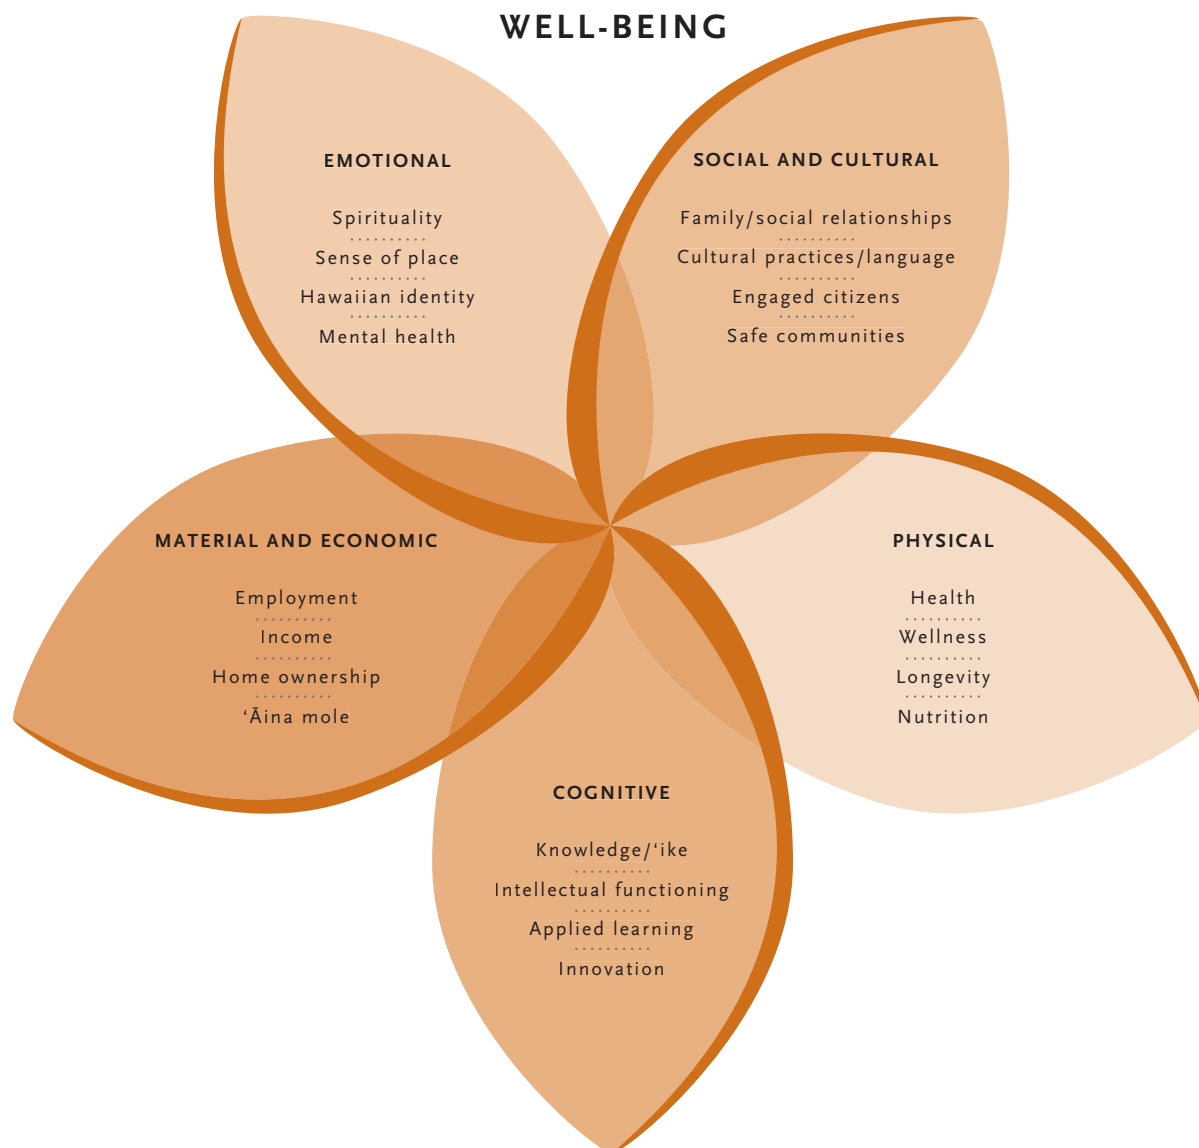 WELL-BEING
EMOTIONAL
Spirituality
Sense of place
Hawaiian identity
Mental health
SOCIAL AND CULTURAL
Family/social relationships
Cultural practices/language
Engaged citizens
Safe communities
MATERIAL AND ECONOMIC
Employment
Income
Home ownership
ʻĀina mole
PHYSICAL
Health
Wellness
Longevity
Nutrition
COGNITIVE
Knowledge/ʻike
Intellectual functioning
Applied learning
Innovation